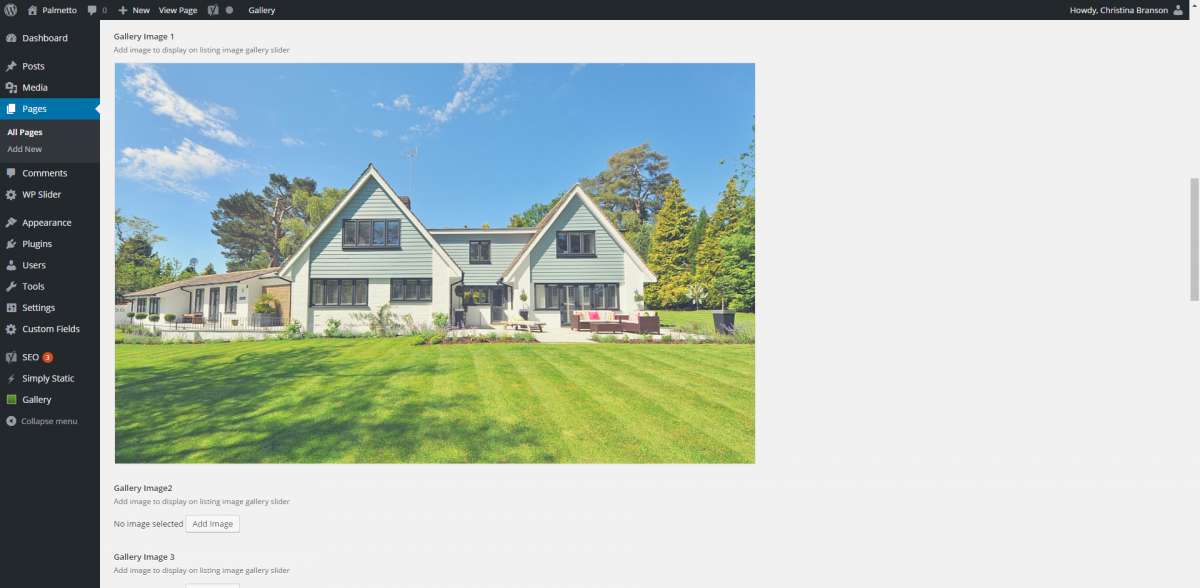 Palmetto
0
New
View Page
Gallery
Howdy, Christina Branson
Dashboard
Posts
Media
Pages
All Pages
Add New
Comments
WP Slider
Appearance
Plugins
Users
Tools
Settings
Custom Fields
SEO 3
Simply Static
Gallery
Collapse menu
Gallery Image 1
Add image to display on listing image gallery slider
Gallery Image2
Add image to display on listing image gallery slider
No image selected Add Image
Gallery Image 3
Add image to display on listing image gallery slider